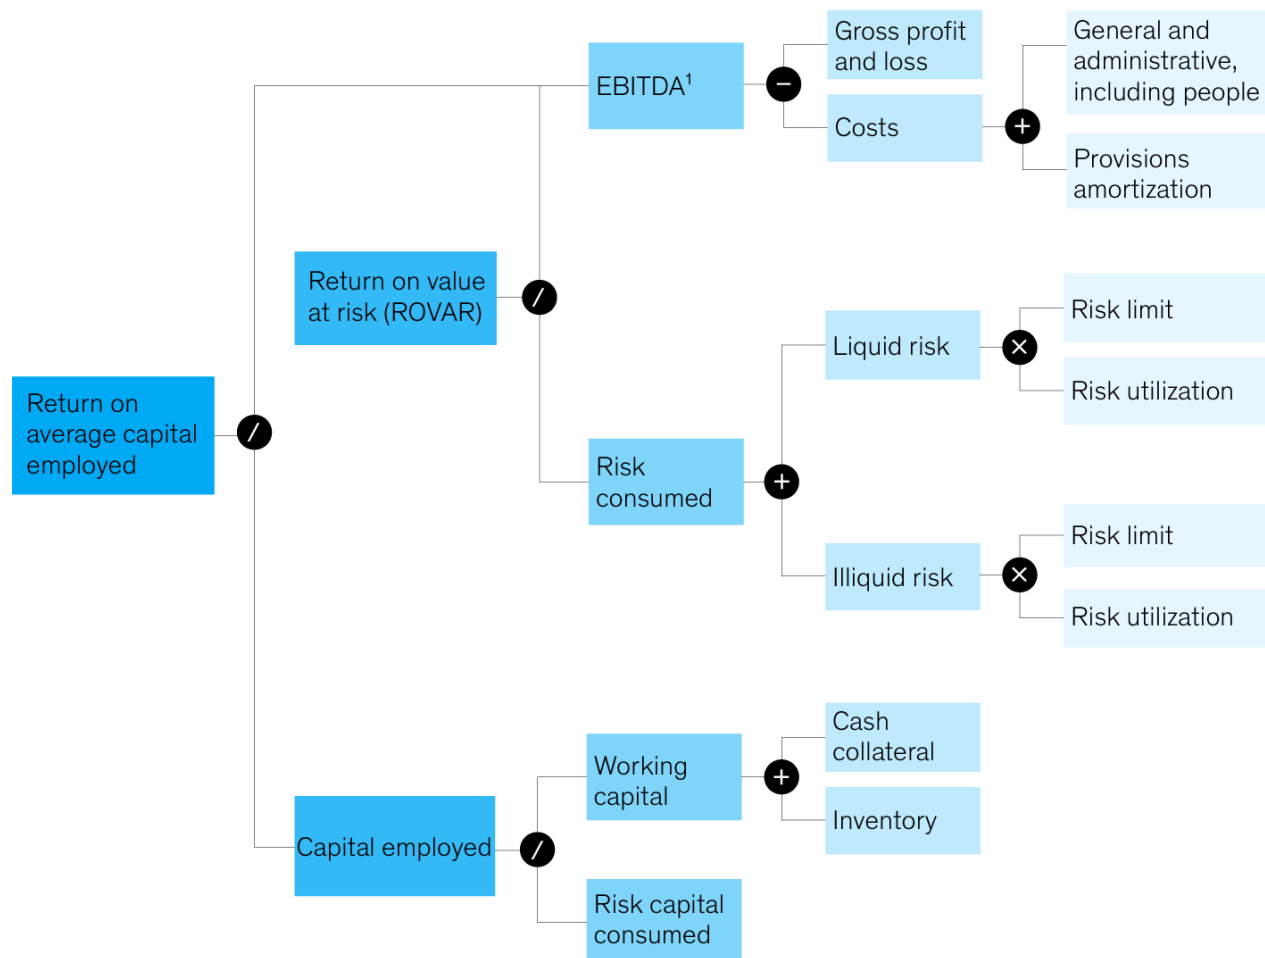 Gross profit
and loss
General and
administrative,
including people
EBITDA¹
−
Costs
+
Provisions
amortization
Return on value
at risk (ROVAR)
/
Risk limit
Liquid risk
×
Risk utilization
Return on
average capital
employed
/
Risk
consumed
+
Risk limit
Illiquid risk
×
Risk utilization
Cash
collateral
Working
capital
+
Inventory
Capital employed
/
Risk capital
consumed